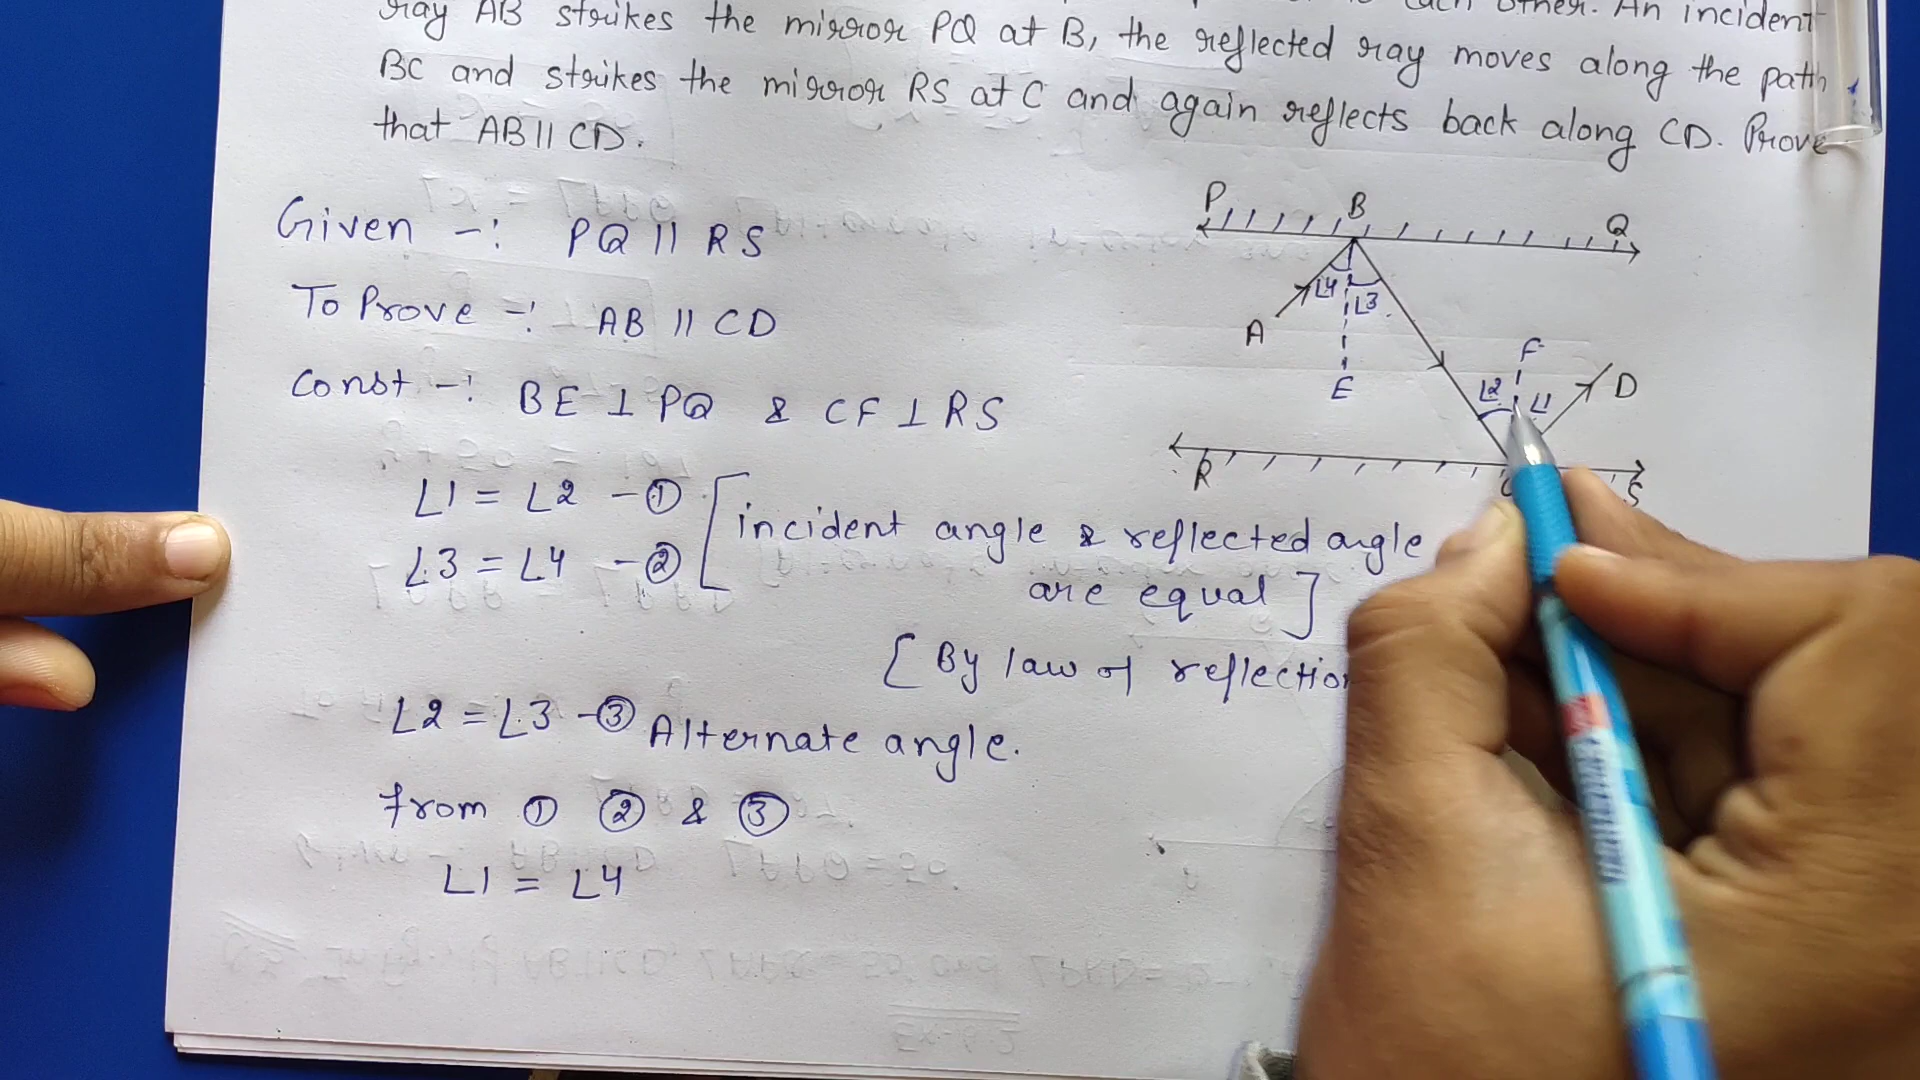 ray AB strikes the mirror PQ at B, the reflected ray moves along the path
BC and strikes the mirror RS at C and again reflects back along CD. Prove
that AB || CD.
Given -: PQ || RS
To Prove -: AB || CD
Const -: BE ⊥ PQ & CF ⊥ RS
∠1 = ∠2 -①
∠3 = ∠4 -②
[incident angle & reflected angle
are equal]
[By law of reflection
∠2 = ∠3 -③ Alternate angle.
from ① ② & ③
∠1 = ∠4
P B Q
∠4 ∠3
A
E
F
∠2 ∠1 D
R S